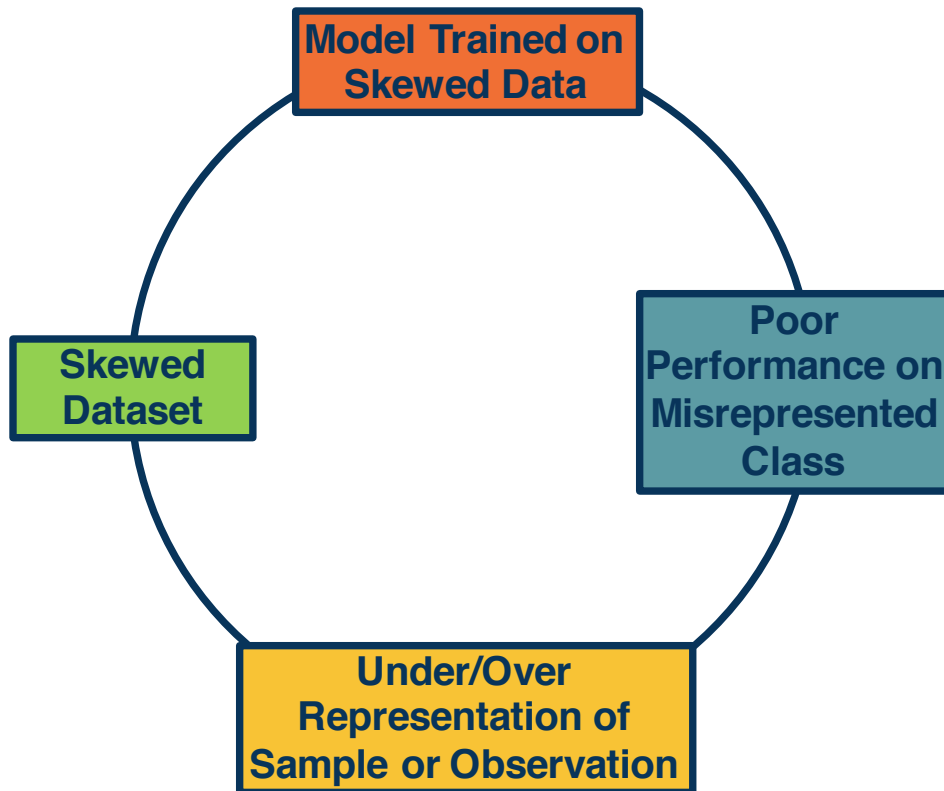 Model Trained on
Skewed Data
Poor
Performance on
Misrepresented
Class
Skewed
Dataset
Under/Over
Representation of
Sample or Observation